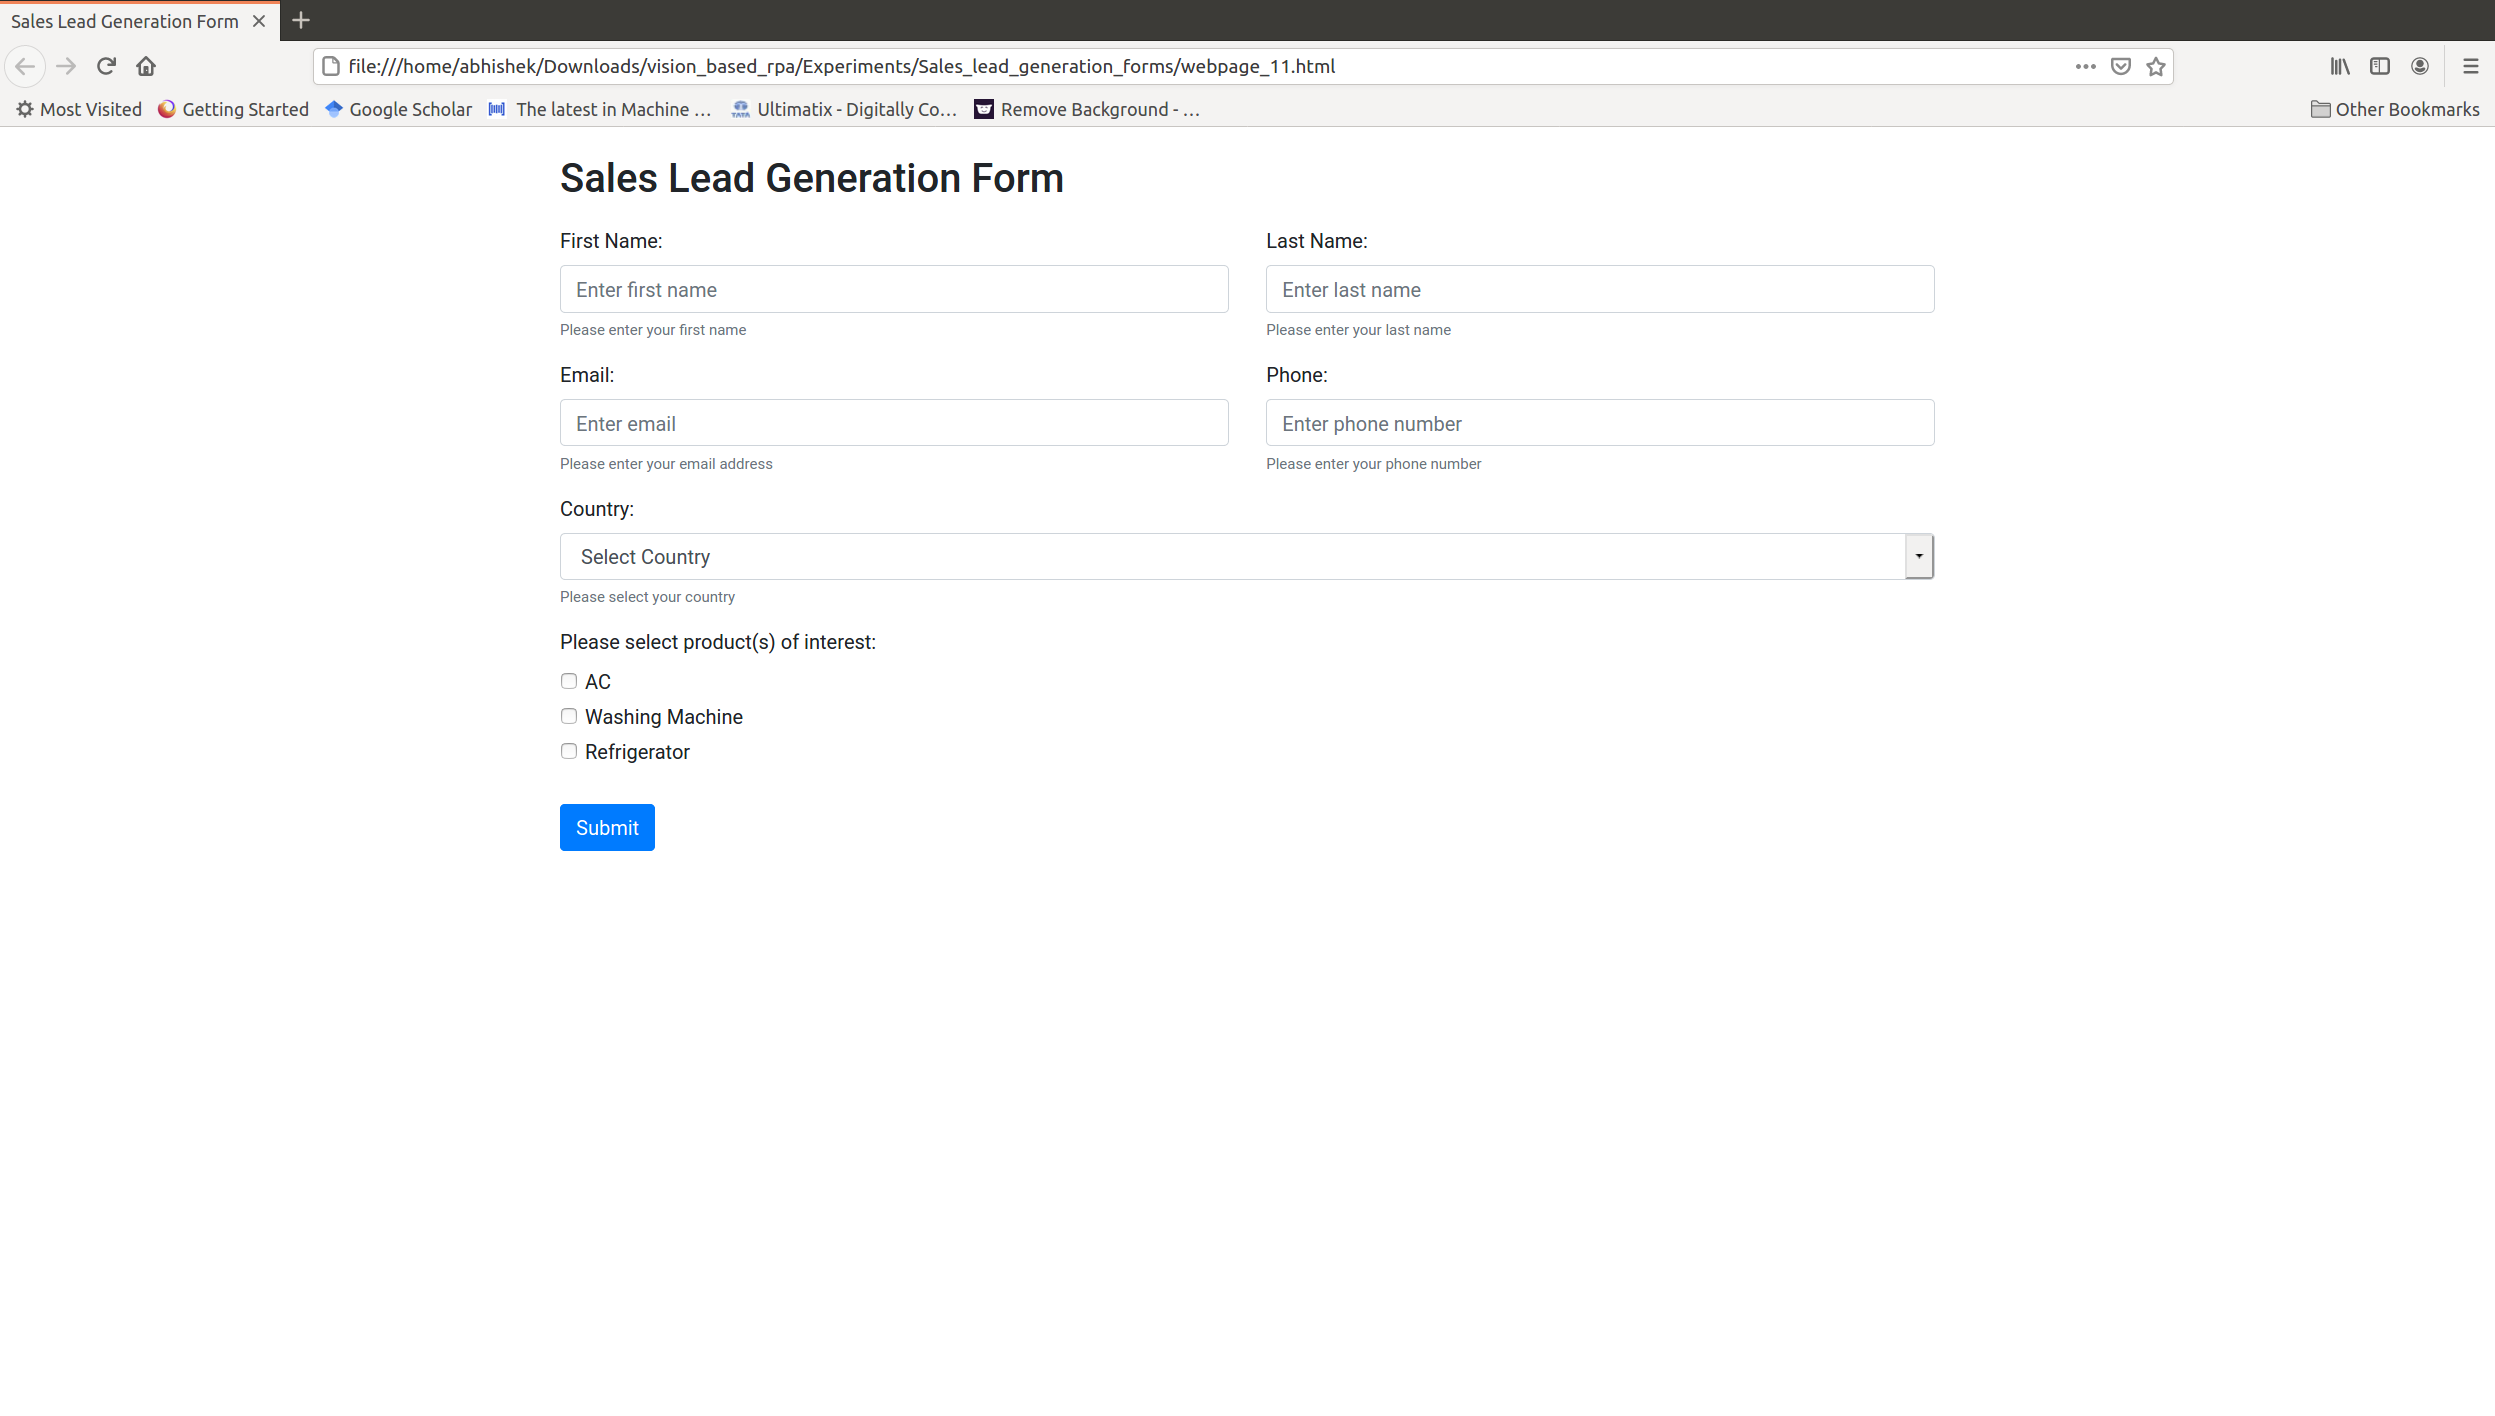 Sales Lead Generation Form
file:///home/abhishek/Downloads/vision_based_rpa/Experiments/Sales_lead_generation_forms/webpage_11.html
Most Visited Getting Started Google Scholar The latest in Machine ... TATA Ultimatix - Digitally Co... Remove Background - ... Other Bookmarks
Sales Lead Generation Form
First Name: Last Name:
Enter first name Enter last name
Please enter your first name Please enter your last name
Email: Phone:
Enter email Enter phone number
Please enter your email address Please enter your phone number
Country:
Select Country
Please select your country
Please select product(s) of interest:
AC
Washing Machine
Refrigerator
Submit